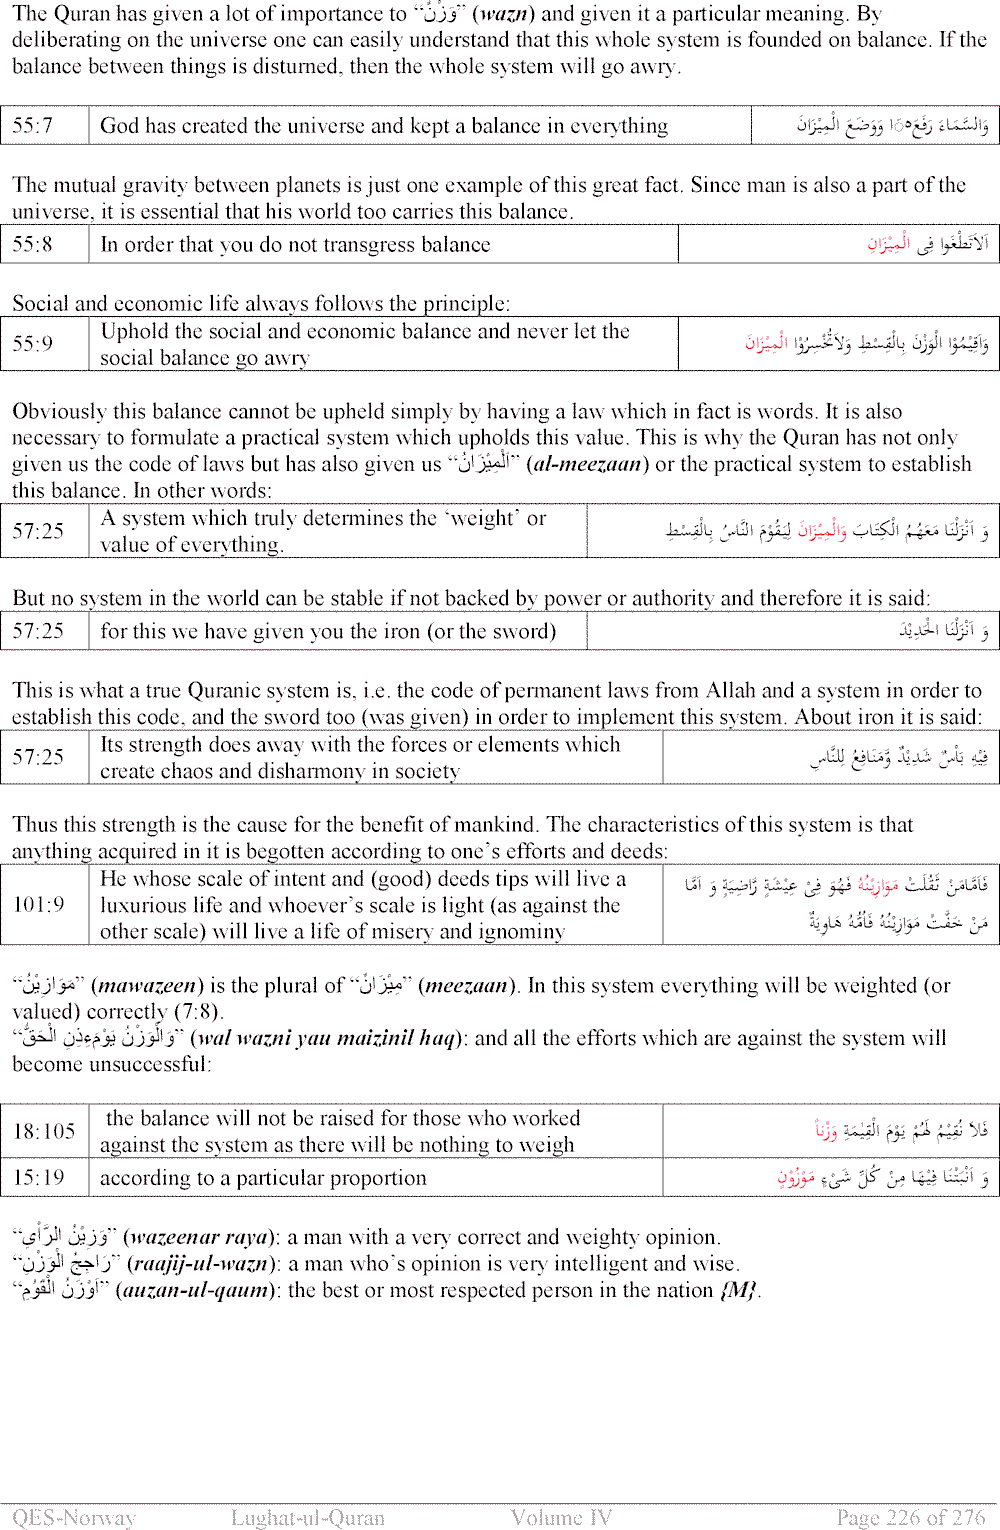 The Quran has given a lot of importance to “وَزْنٌ” (wazn) and given it a particular meaning. By
deliberating on the universe one can easily understand that this whole system is founded on balance. If the
balance between things is disturned, then the whole system will go awry.
55:7 God has created the universe and kept a balance in everything وَالسَّمَاءَ رَفَعَ٥َا وَوَضَعَ الْمِيْزَانَ
The mutual gravity between planets is just one example of this great fact. Since man is also a part of the
universe, it is essential that his world too carries this balance.
55:8 In order that you do not transgress balance اَلاَتَطْغَوا فِى الْمِيْزَانِ
Social and economic life always follows the principle:
55:9 Uphold the social and economic balance and never let the
social balance go awry وَاَقِيْمُوْا الْوَزْنَ بِالْقِسْطِ وَلاَتُخْسِرُوْا الْمِيْزَانَ
Obviously this balance cannot be upheld simply by having a law which in fact is words. It is also
necessary to formulate a practical system which upholds this value. This is why the Quran has not only
given us the code of laws but has also given us “اَلْمِيْزَانُ” (al-meezaan) or the practical system to establish
this balance. In other words:
57:25 A system which truly determines the ‘weight’ or
value of everything. وَ اَنْزَلْنَا مَعَهُمُ الْكِتَابَ وَالْمِيْزَانَ لِيَقُوْمَ النَّاسُ بِالْقِسْطِ
But no system in the world can be stable if not backed by power or authority and therefore it is said:
57:25 for this we have given you the iron (or the sword) وَ اَنْزَلْنَا الْحَدِيْدَ
This is what a true Quranic system is, i.e. the code of permanent laws from Allah and a system in order to
establish this code, and the sword too (was given) in order to implement this system. About iron it is said:
57:25 Its strength does away with the forces or elements which
create chaos and disharmony in society فِيْهِ بَاْسٌ شَدِيْدٌ وَّمَنَافِعُ لِلنَّاسِ
Thus this strength is the cause for the benefit of mankind. The characteristics of this system is that
anything acquired in it is begotten according to one’s efforts and deeds:
101:9 He whose scale of intent and (good) deeds tips will live a
luxurious life and whoever’s scale is light (as against the
other scale) will live a life of misery and ignominy فَاَمَّامَنْ ثَقُلَتْ مَوَازِيْنُهُ فَهُوَ فِىْ عِيْشَةٍ رَّاضِيَةٍ وَ اَمَّا
مَنْ خَفَّتْ مَوَازِيْنُهُ فَاُمُّهُ هَاوِيَةٌ
“مَوَازِيْنُ” (mawazeen) is the plural of “مِيْزَانٌ” (meezaan). In this system everything will be weighted (or
valued) correctly (7:8).
“وَالْوَزْنُ يَوْمَءِذِنِ الْحَقُّ” (wal wazni yau maizinil haq): and all the efforts which are against the system will
become unsuccessful:
18:105 the balance will not be raised for those who worked
against the system as there will be nothing to weigh فَلاَ نُقِيْمُ لَهُمْ يَوْمَ الْقِيٰمَةِ وَزْناً
15:19 according to a particular proportion وَ اَنْبَتْنَا فِيْهَا مِنْ كُلِّ شَىْءٍ مَوْزُوْنٍ
“وَزِيْنُ الرَّأْيِ” (wazeenar raya): a man with a very correct and weighty opinion.
“رَاجِحُ الْوَزْنِ” (raajij-ul-wazn): a man who’s opinion is very intelligent and wise.
“اَوْزَنُ الْقَوْمِ” (auzan-ul-qaum): the best or most respected person in the nation {M}.
QES-Norway Lughat-ul-Quran Volume IV Page 226 of 276